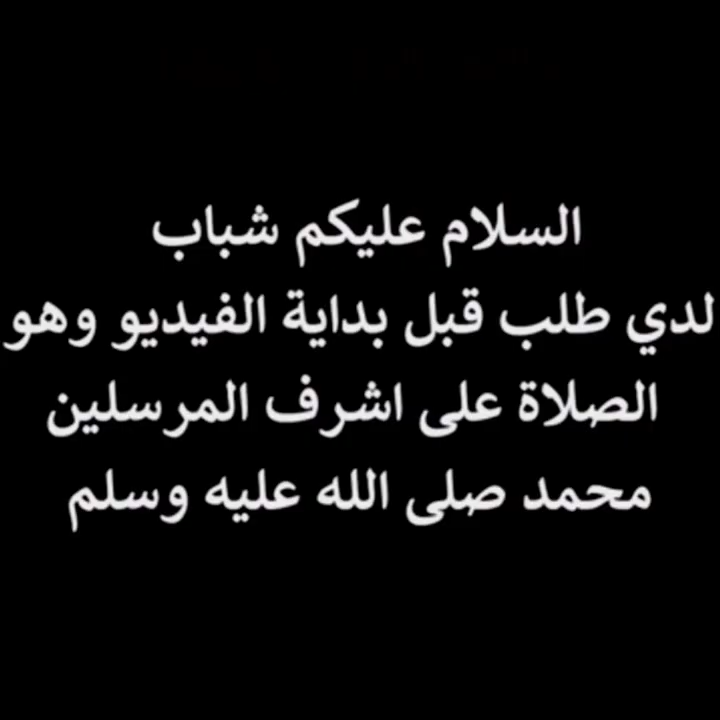 السلام عليكم شباب
لدي طلب قبل بداية الفيديو وهو
الصلاة على اشرف المرسلين
محمد صلى الله عليه وسلم